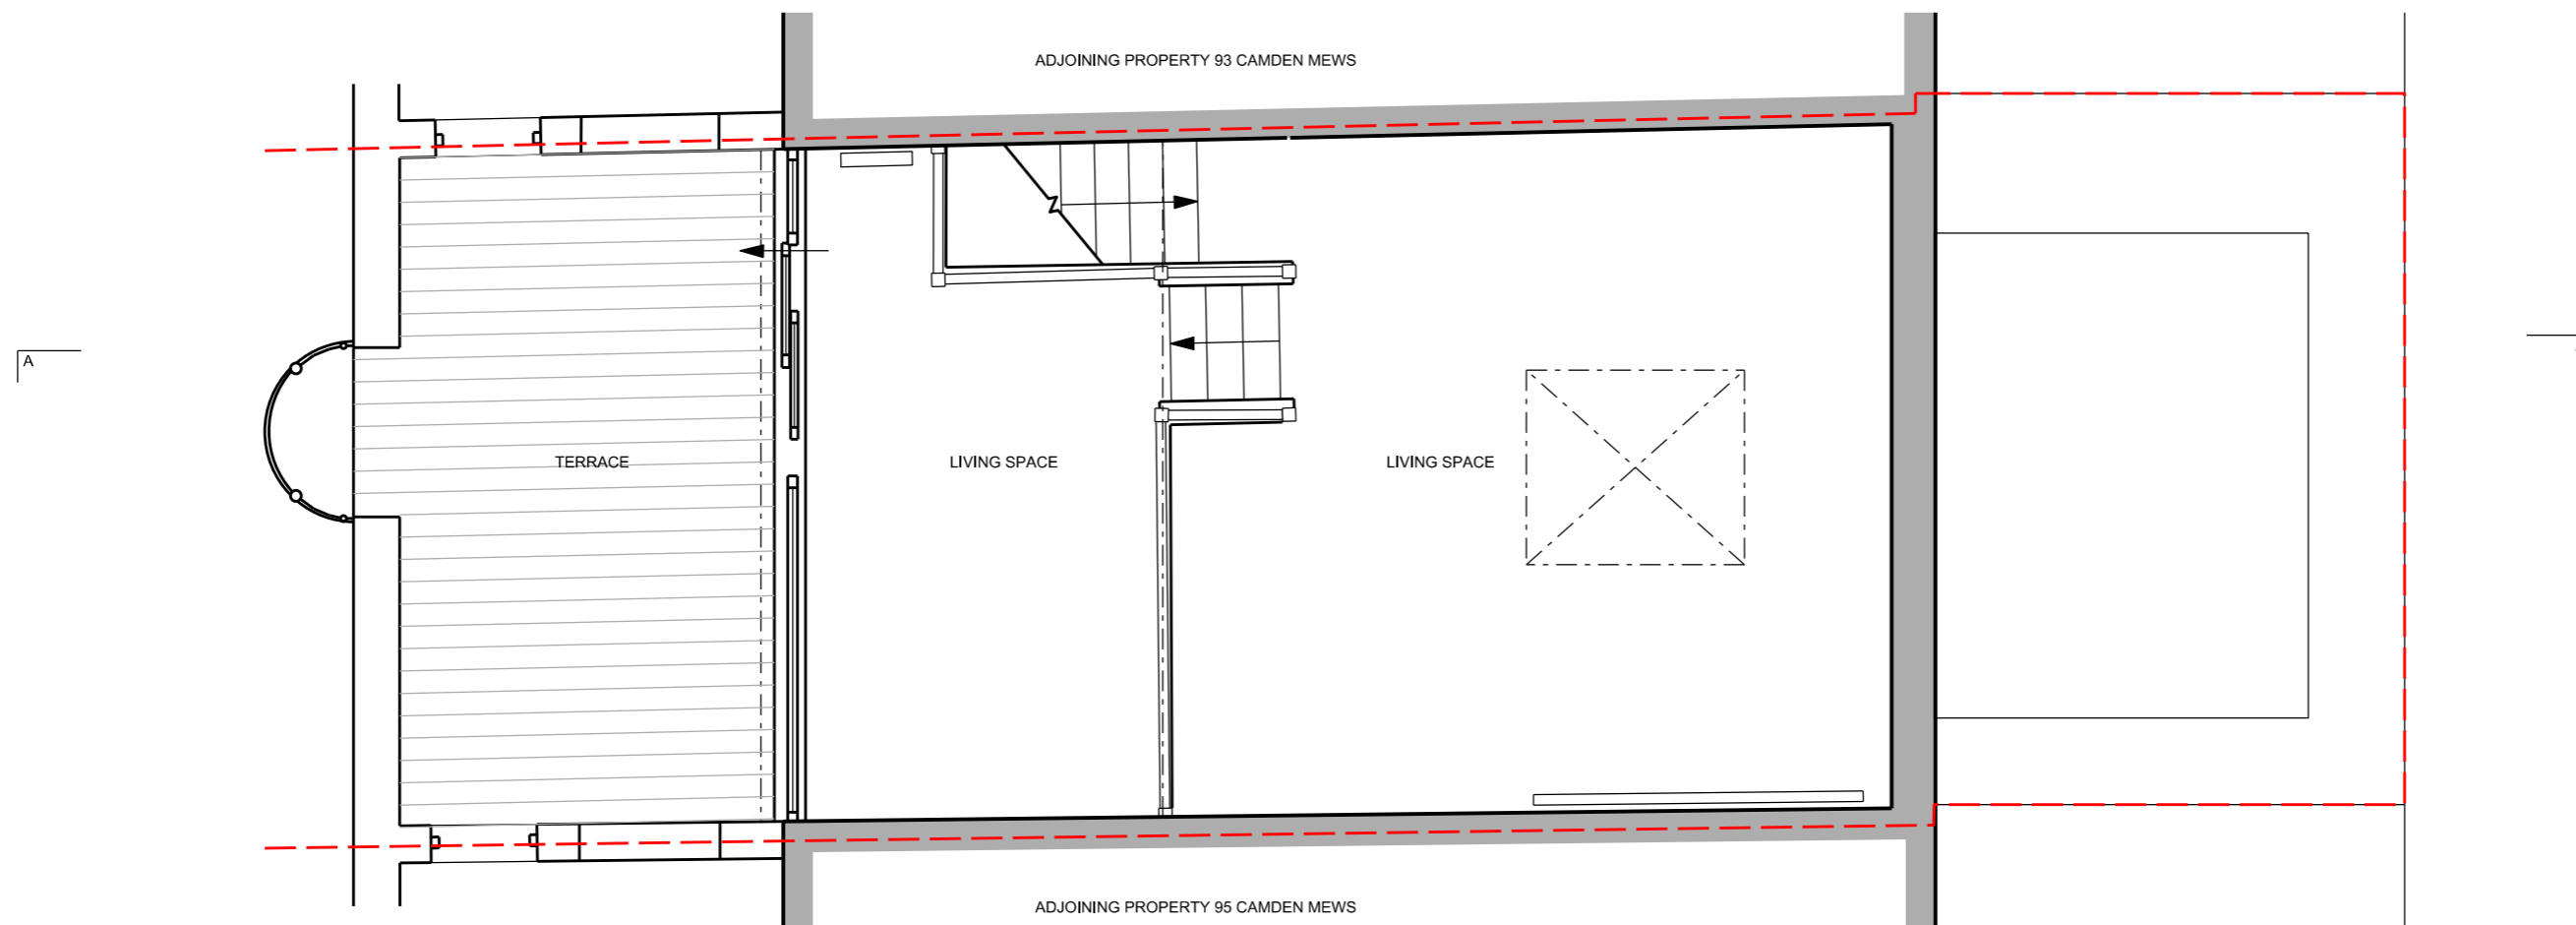 ADJOINING PROPERTY 93 CAMDEN MEWS
A
TERRACE
LIVING SPACE
LIVING SPACE
ADJOINING PROPERTY 95 CAMDEN MEWS